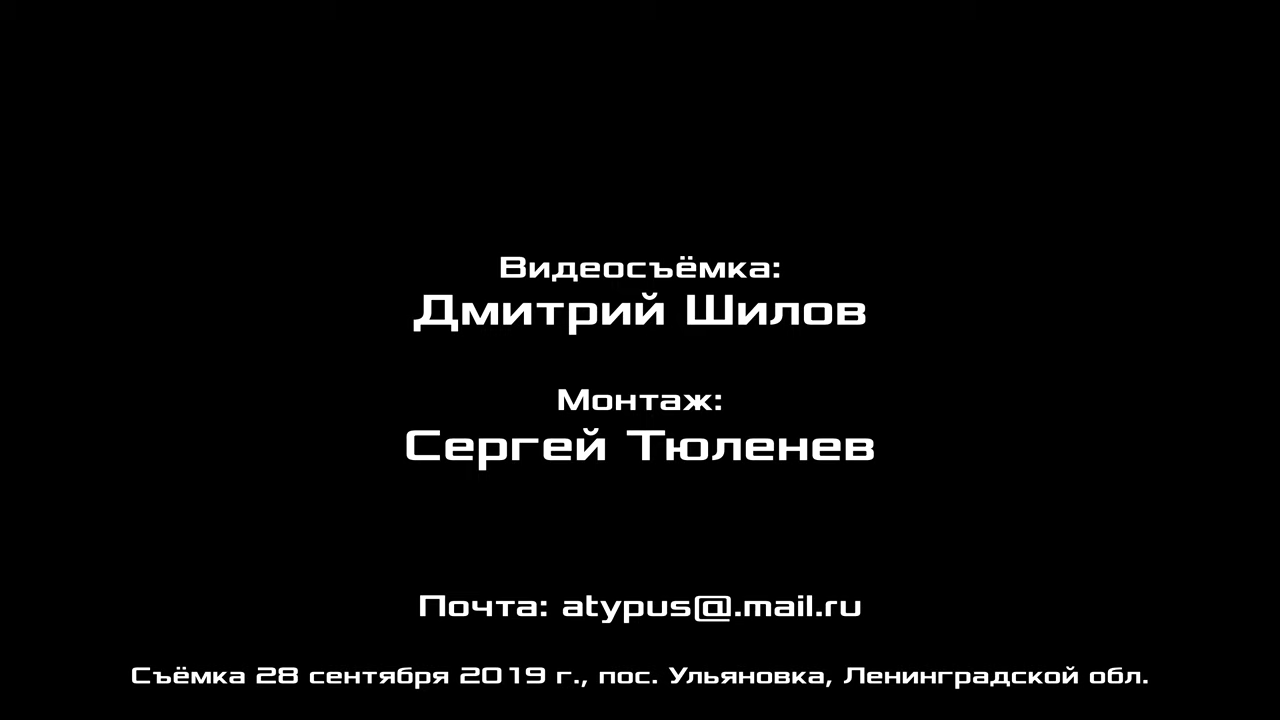 Видеосъёмка:
Дмитрий Шилов
Монтаж:
Сергей Тюленев
Почта: atypus@.mail.ru
Съёмка 28 сентября 2019 г., пос. Ульяновка, Ленинградской обл.